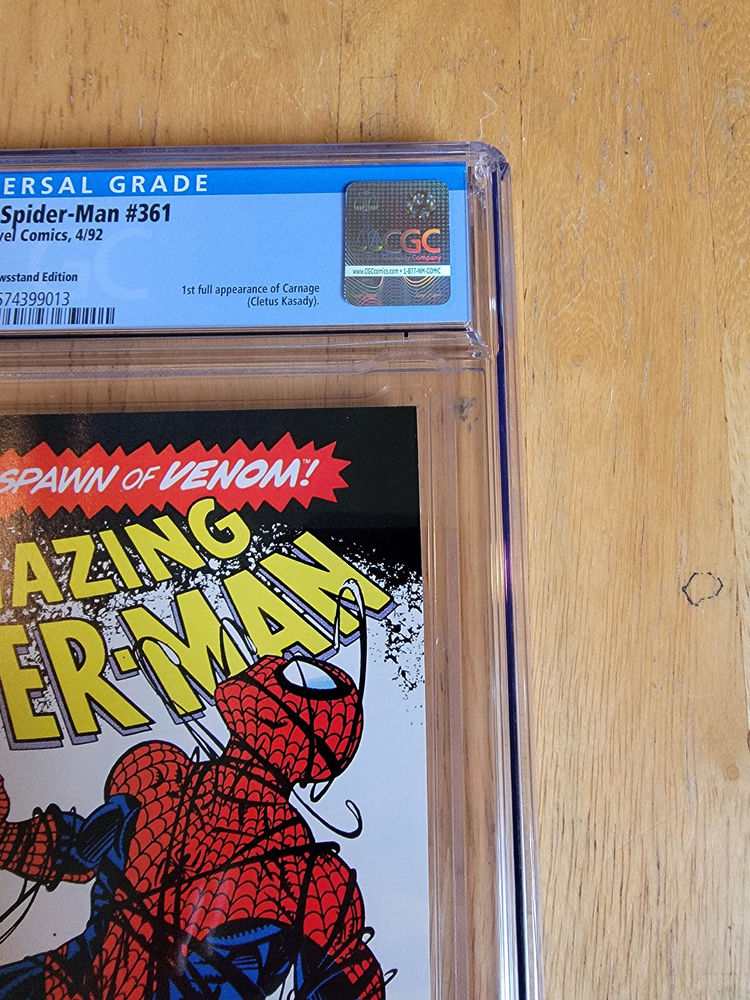 ERSAL GRADE
Spider-Man #361
vel Comics, 4/92
wsstand Edition
574399013
1st full appearance of Carnage
(Cletus Kasady).
CGC
www.CGCcomics.com • 1-877-NM-COMIC
SPAWN OF VENOM!™
AZING
ER-MAN